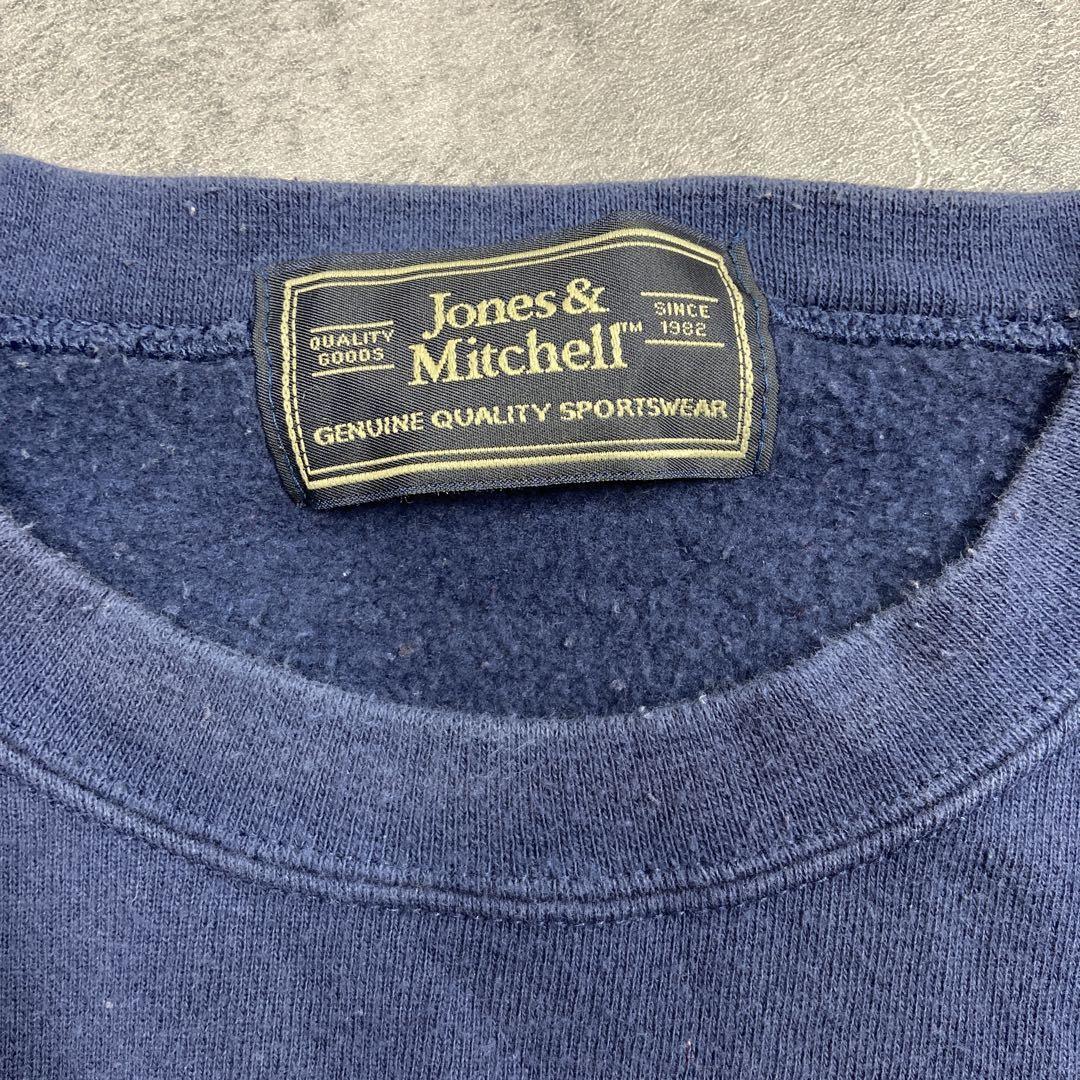 QUALITY
GOODS
Jones &
Mitchell™
SINCE
1982
GENUINE QUALITY SPORTSWEAR